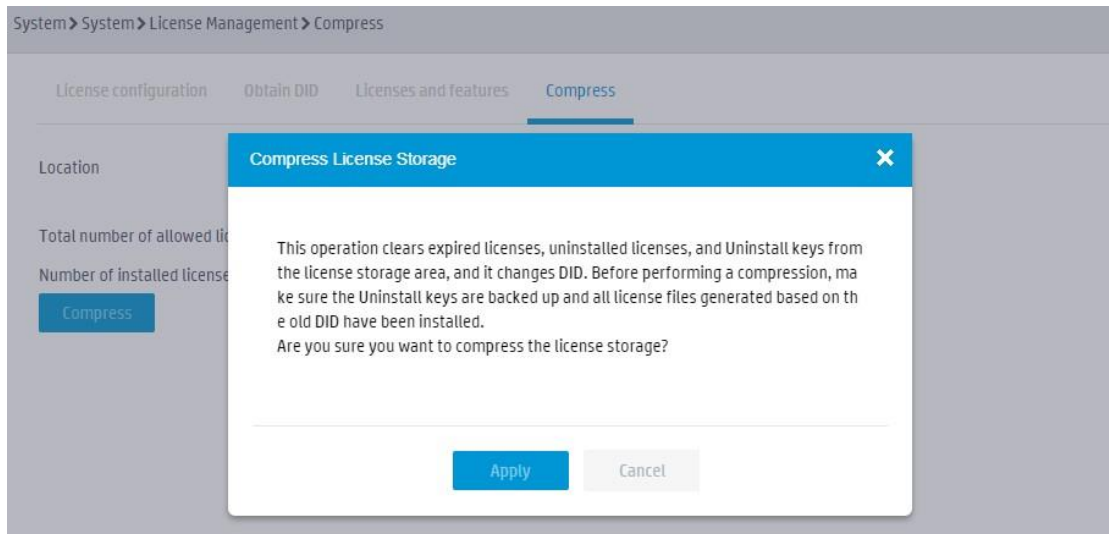 System > System > License Management > Compress
License configuration Obtain DID Licenses and features Compress
Compress License Storage
Location
Total number of allowed
Number of installed license
Compress
This operation clears expired licenses, uninstalled licenses, and Uninstall keys from
the license storage area, and it changes DID. Before performing a compression, ma
ke sure the Uninstall keys are backed up and all license files generated based on th
e old DID have been installed.
Are you sure you want to compress the license storage?
Apply Cancel